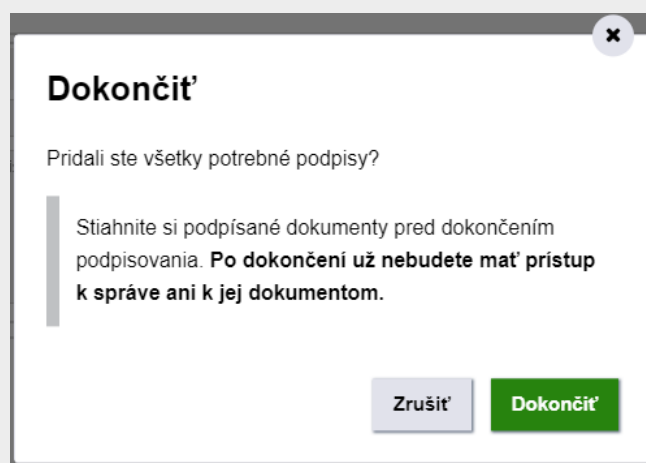 Dokončiť
Pridali ste všetky potrebné podpisy?
Stiahnite si podpísané dokumenty pred dokončením
podpisovania. Po dokončení už nebudete mať prístup
k správe ani k jej dokumentom.
Zrušiť
Dokončiť